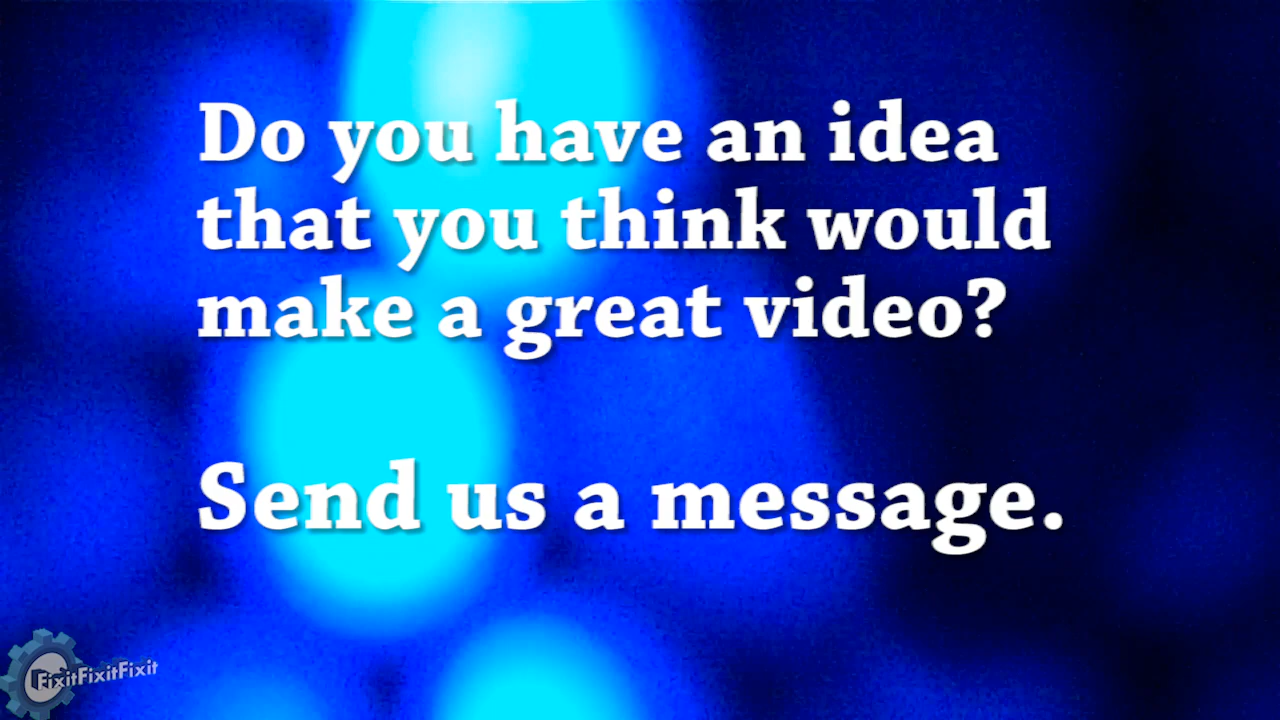 Do you have an idea
that you think would
make a great video?
Send us a message.
FixitFixitFixit